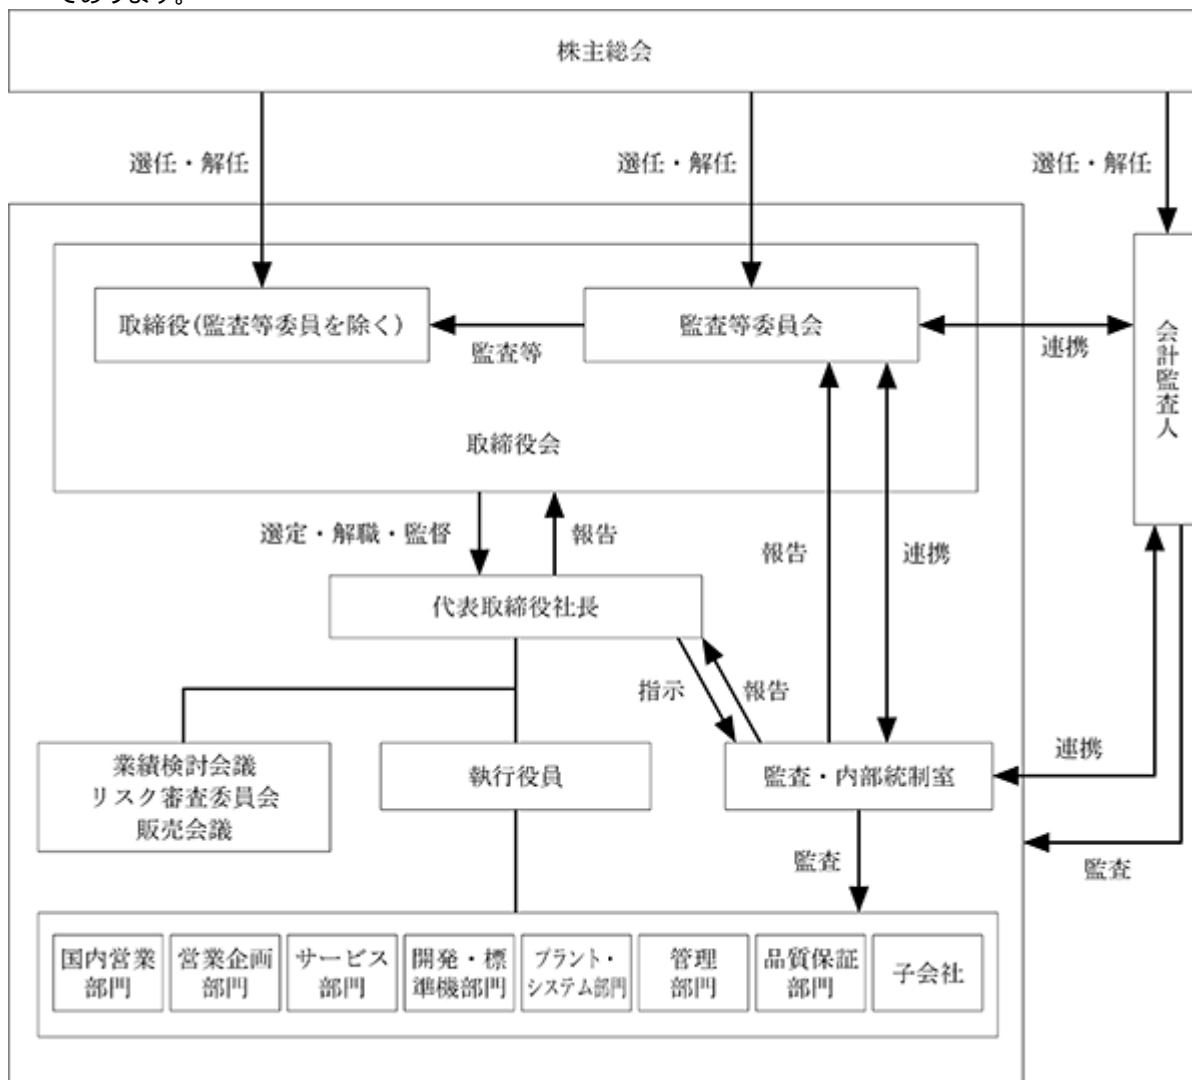 であります。
株主総会
選任・解任
選任・解任
選任・解任
取締役(監査等委員を除く)
監査等
監査等委員会
連携
会計監査人
取締役会
選定・解職・監督
報告
報告
連携
代表取締役社長
指示
報告
業績検討会議
リスク審査委員会
販売会議
執行役員
監査・内部統制室
連携
監査
監査
国内営業
部門
営業企画
部門
サービス
部門
開発・標
準機部門
プラント・
システム部門
管理
部門
品質保証
部門
子会社